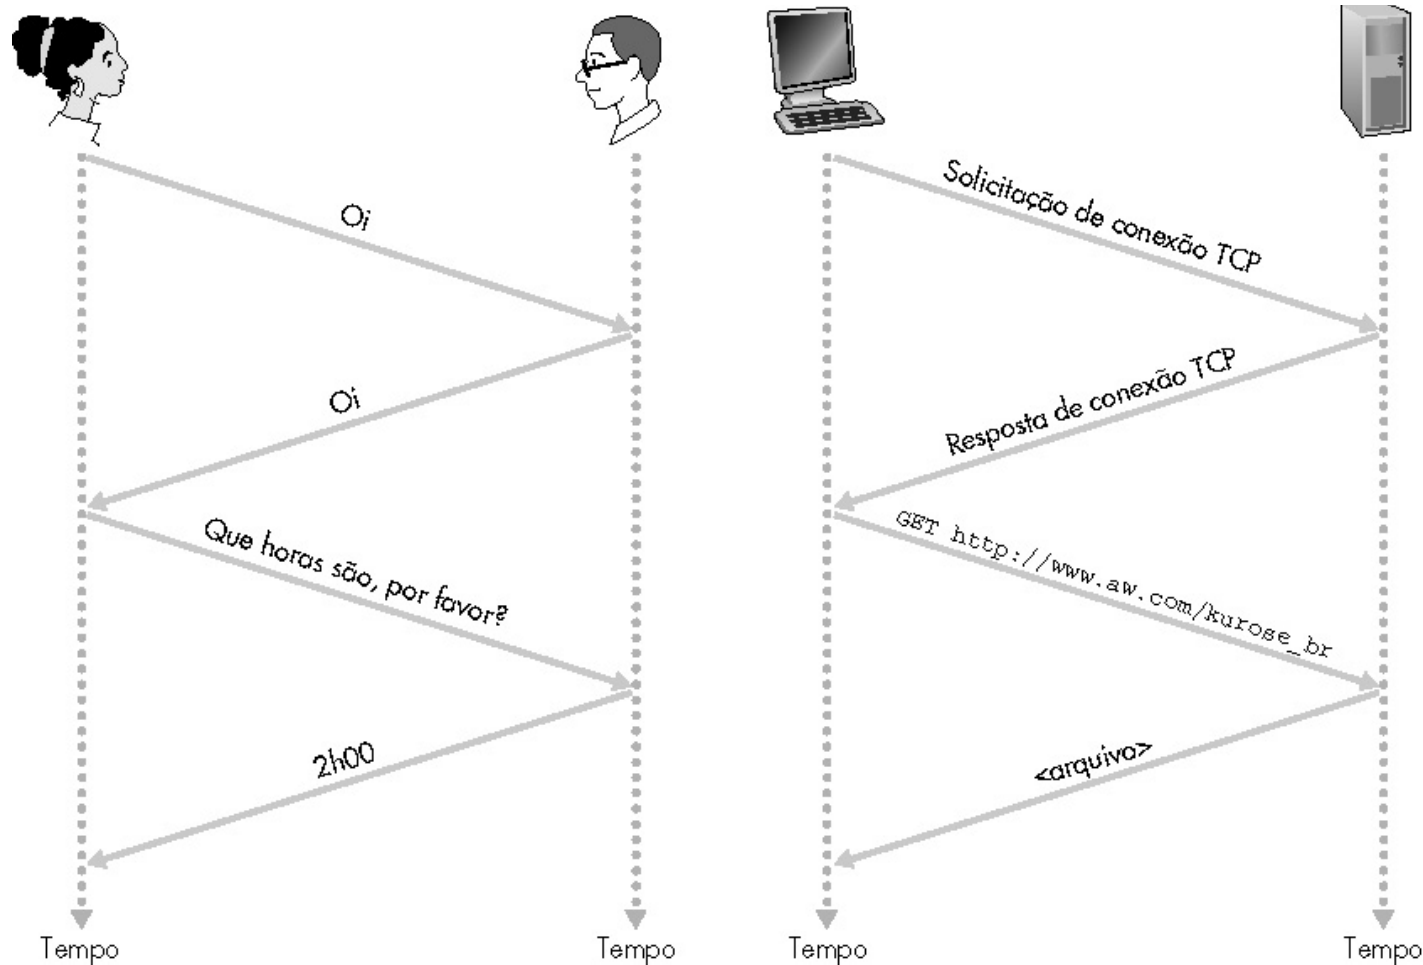 Oi
Oi
Que horas são, por favor?
2h00
Tempo
Tempo
Solicitação de conexão TCP
Resposta de conexão TCP
GET http://www.aw.com/kurose_br
<arquivo>
Tempo
Tempo